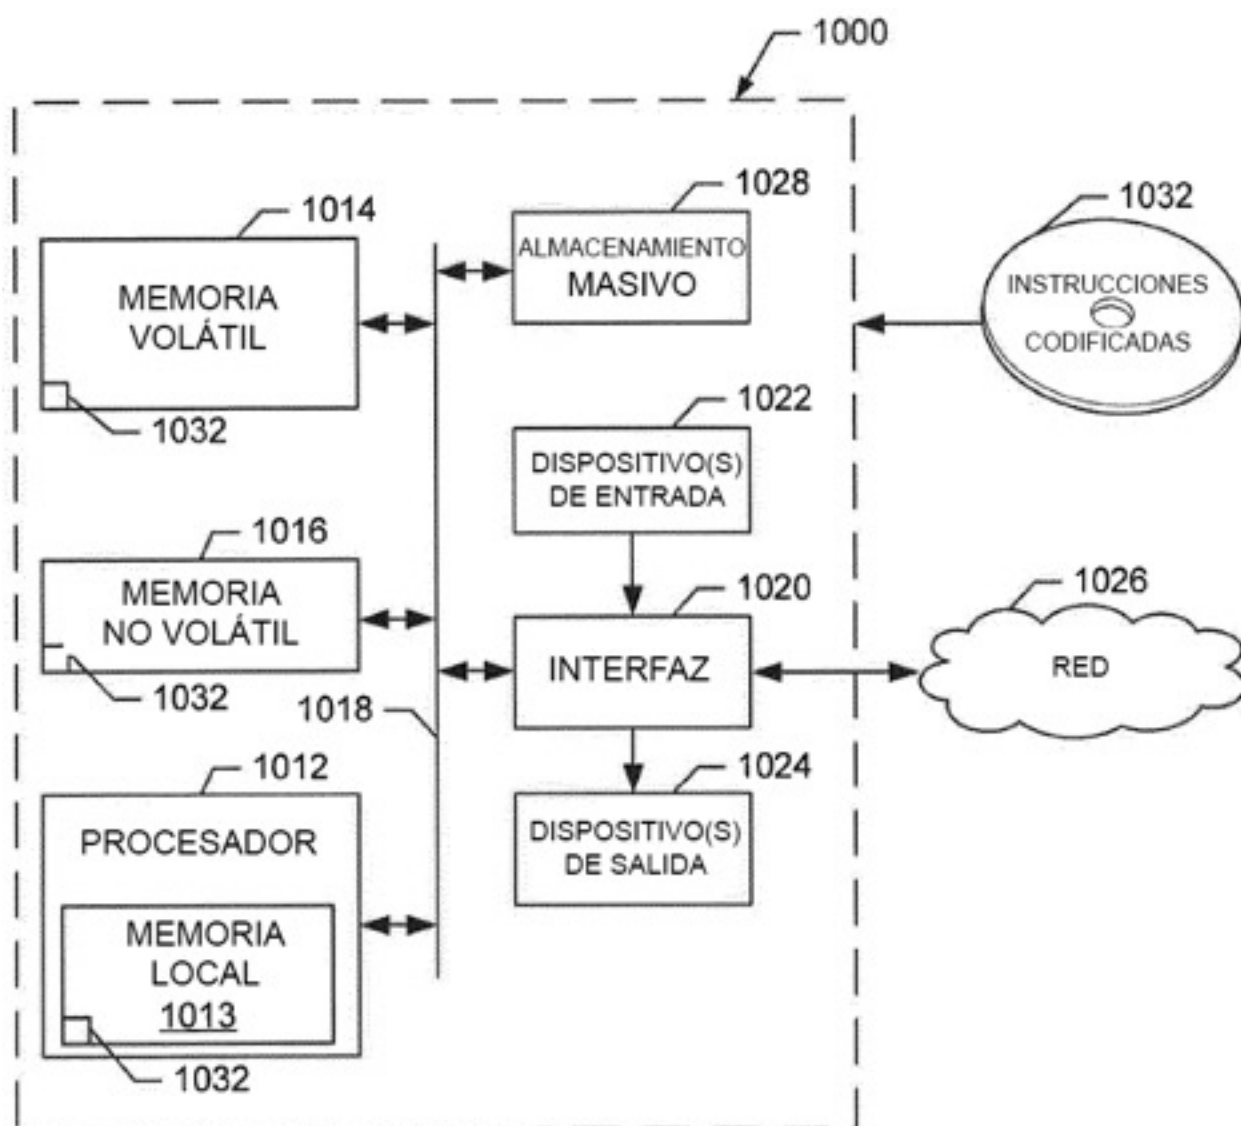 1000
1014
MEMORIA
VOLÁTIL
1032
1028
ALMACENAMIENTO
MASIVO
1032
INSTRUCCIONES
CODIFICADAS
1022
DISPOSITIVO(S)
DE ENTRADA
1016
MEMORIA
NO VOLÁTIL
1032
1020
INTERFAZ
1026
RED
1018
1012
PROCESADOR
MEMORIA
LOCAL
1013
1032
1024
DISPOSITIVO(S)
DE SALIDA